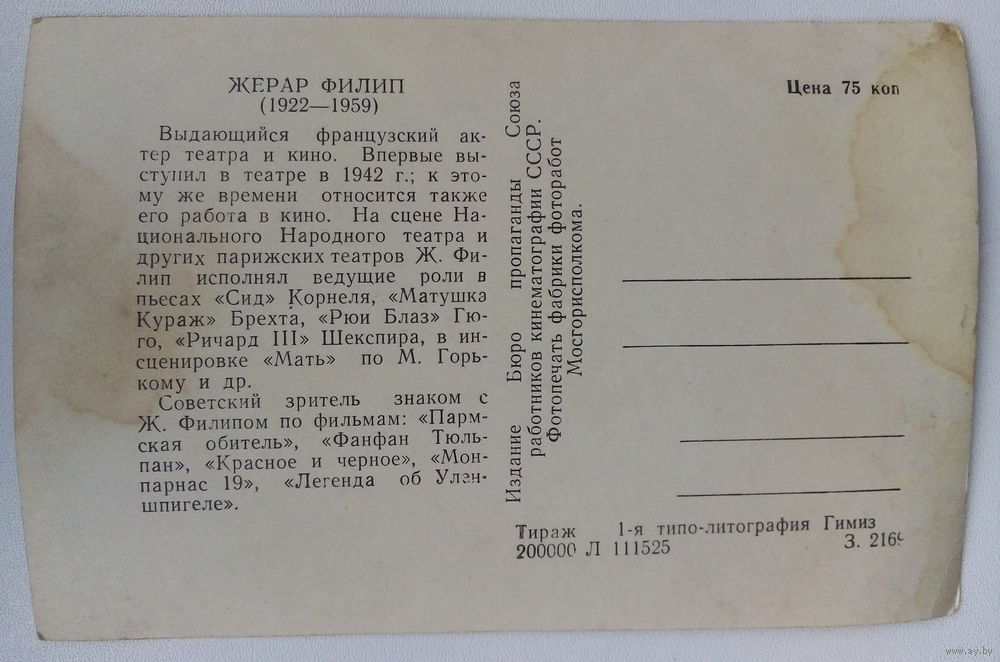 ЖЕРАР ФИЛИП
(1922—1959)
Выдающийся французский ак-
тер театра и кино. Впервые вы-
ступил в театре в 1942 г.; к это-
му же времени относится также
его работа в кино. На сцене На-
ционального Народного театра и
других парижских театров Ж. Фи-
лип исполнял ведущие роли в
пьесах «Сид» Корнеля, «Матушка
Кураж» Брехта, «Рюи Блаз» Гю-
го, «Ричард III» Шекспира, в ин-
сценировке «Мать» по М. Горь-
кому и др.
Советский зритель знаком с
Ж. Филипом по фильмам: «Парм-
ская обитель», «Фанфан Тюль-
пан», «Красное и черное», «Мон-
парнас 19», «Легенда об Улэн-
шпигеле».
Издание Бюро пропаганды Союза
работников кинематографии СССР.
Фотопечать фабрики фоторабот
Мосгорисполкома.
Цена 75 коп
Тираж 1-я типо-литография Гимиз
200000 Л 111525 З. 2169
www.ay.by